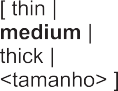 [ thin |
medium |
thick |
<tamanho> ]